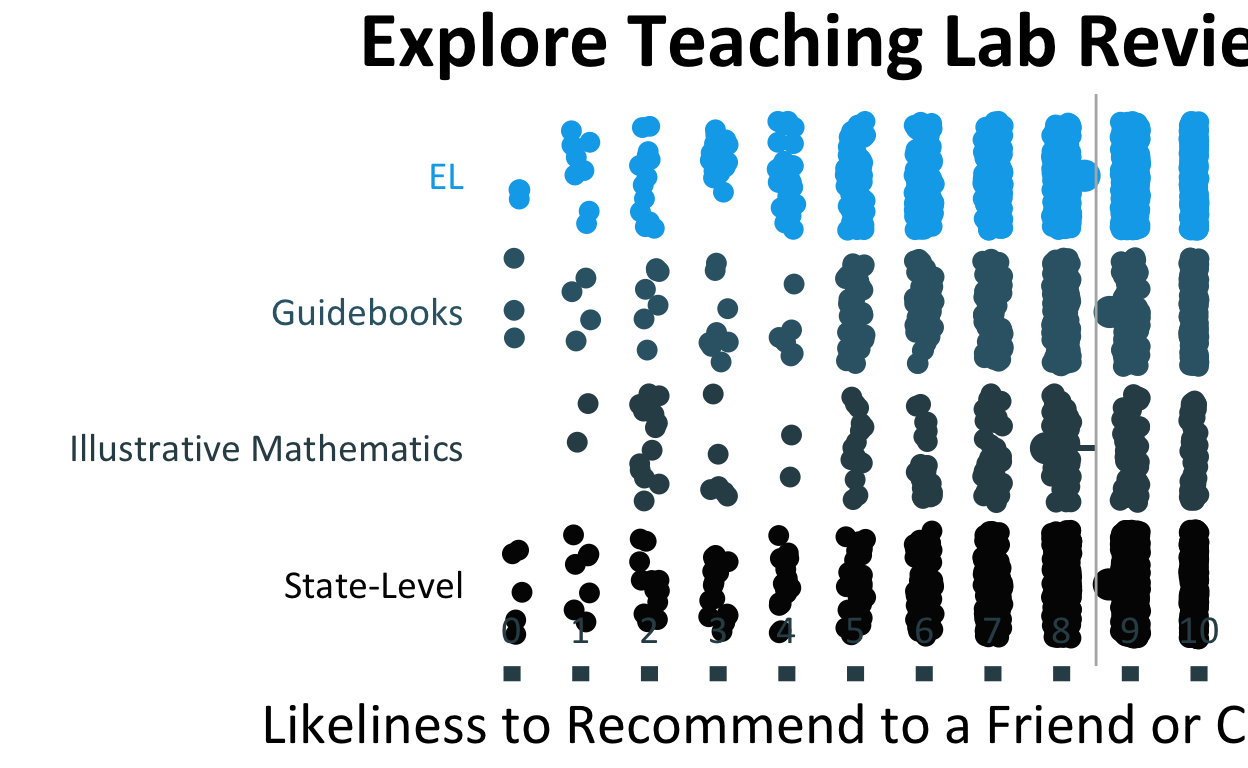 Explore Teaching Lab Revie
EL
Guidebooks
Illustrative Mathematics
State-Level
0 1 2 3 4 5 6 7 8 9 10
Likeliness to Recommend to a Friend or C